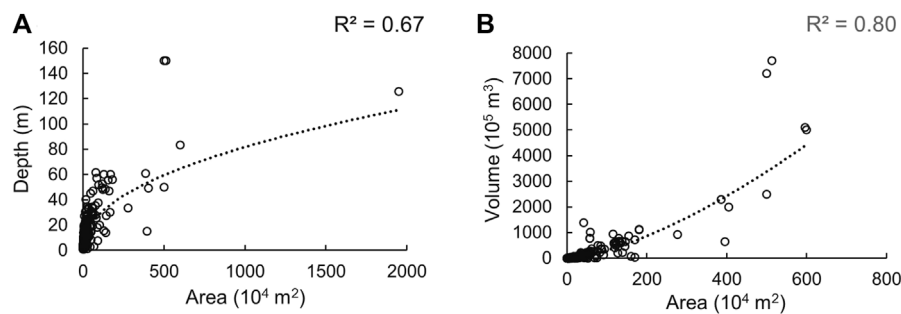 A
R² = 0.67
160
140
120
100
80
60
40
20
0
Depth (m)
0 500 1000 1500 2000
Area (10⁴ m²)
B
R² = 0.80
8000
7000
6000
5000
4000
3000
2000
1000
0
Volume (10⁵ m³)
0 200 400 600 800
Area (10⁴ m²)